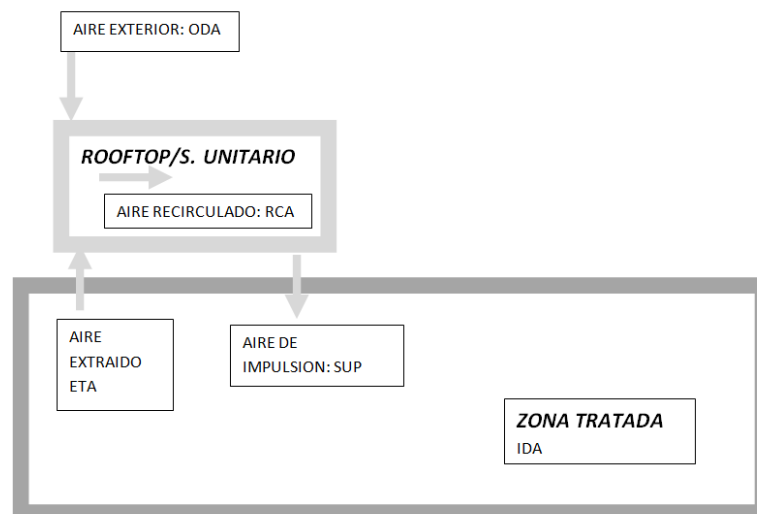 AIRE EXTERIOR: ODA
ROOFTOP/S. UNITARIO
AIRE RECIRCULADO: RCA
AIRE
EXTRAIDO
ETA
AIRE DE
IMPULSION: SUP
ZONA TRATADA
IDA